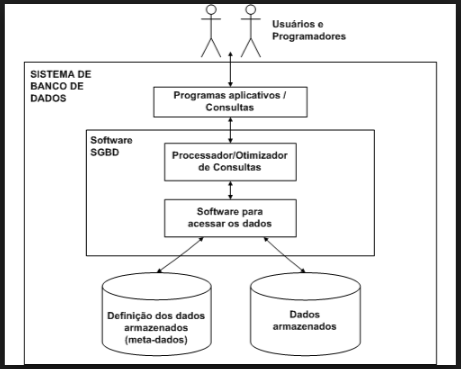 Usuários e
Programadores
SISTEMA DE
BANCO DE
DADOS
Programas aplicativos /
Consultas
Software
SGBD
Processador/Otimizador
de Consultas
Software para
acessar os dados
Definição dos dados
armazenados
(meta-dados)
Dados
armazenados